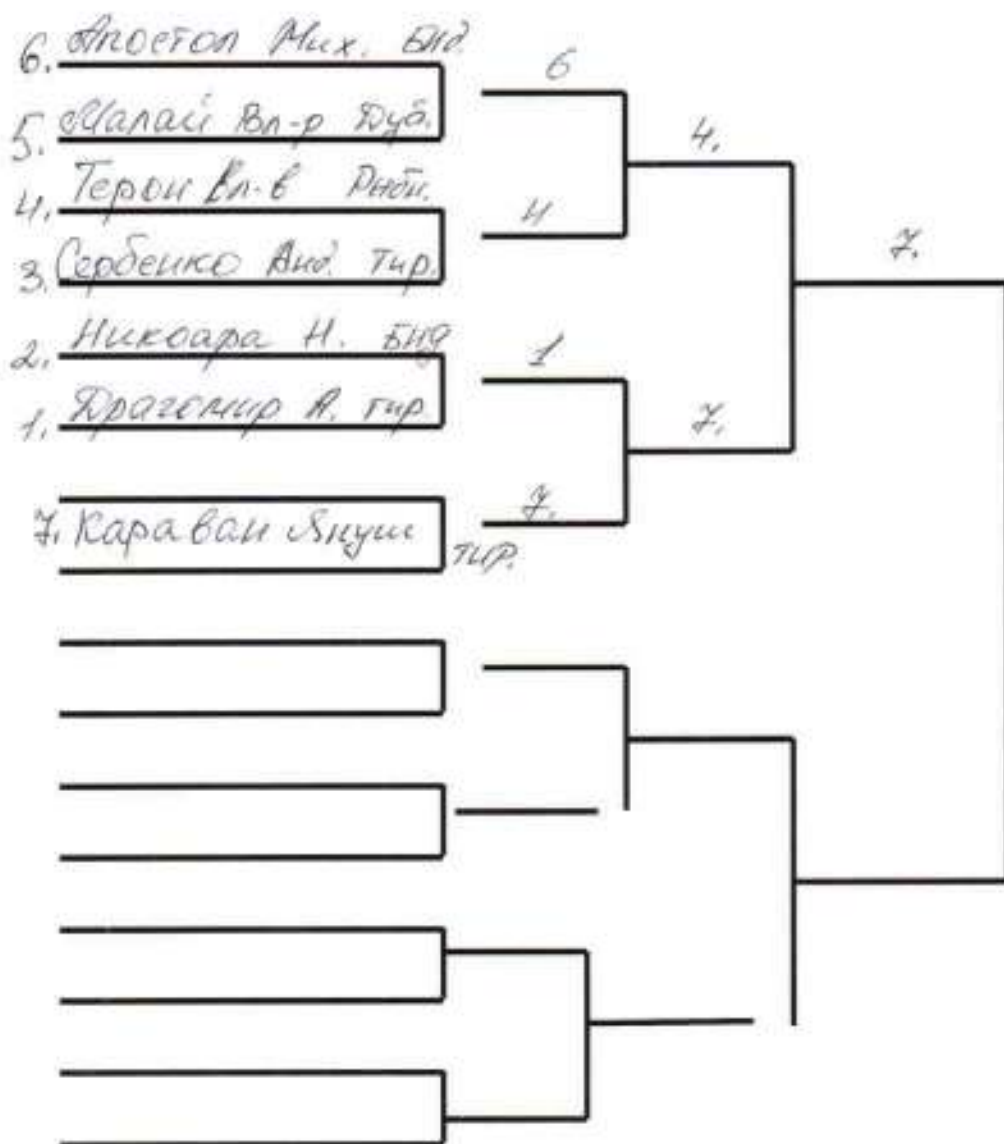 6. Апостол Мих. БНД
6
5. Малай Вл-р Дуб.
4.
4. Терои Вл-в
4
7.
3. Сербенко Анд. Тир.
2. Никоара Н. БНД
1
1. Драгомир А. тир
7.
7. Караван Януш тир.
7.